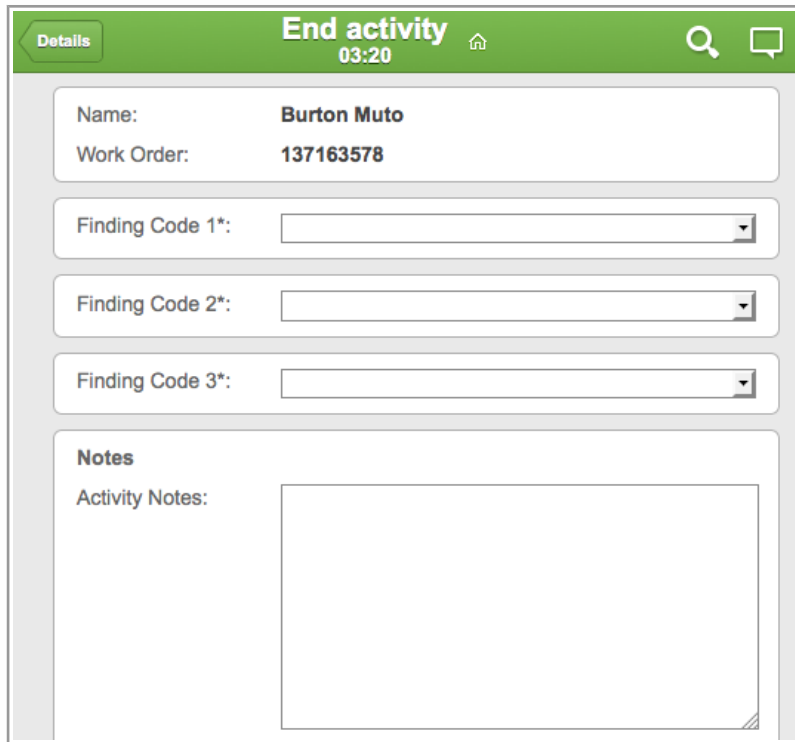 Details
End activity
03:20
Name: Burton Muto
Work Order: 137163578
Finding Code 1*:
Finding Code 2*:
Finding Code 3*:
Notes
Activity Notes: